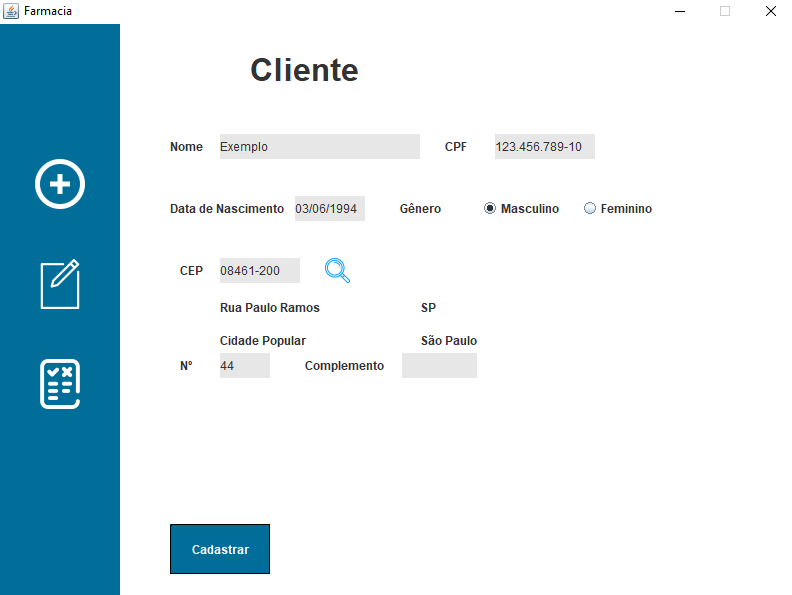 Farmacia
Cliente
Nome Exemplo CPF 123.456.789-10
Data de Nascimento 03/06/1994 Gênero Masculino Feminino
CEP 08461-200
Rua Paulo Ramos SP
Cidade Popular São Paulo
Nº 44 Complemento
Cadastrar